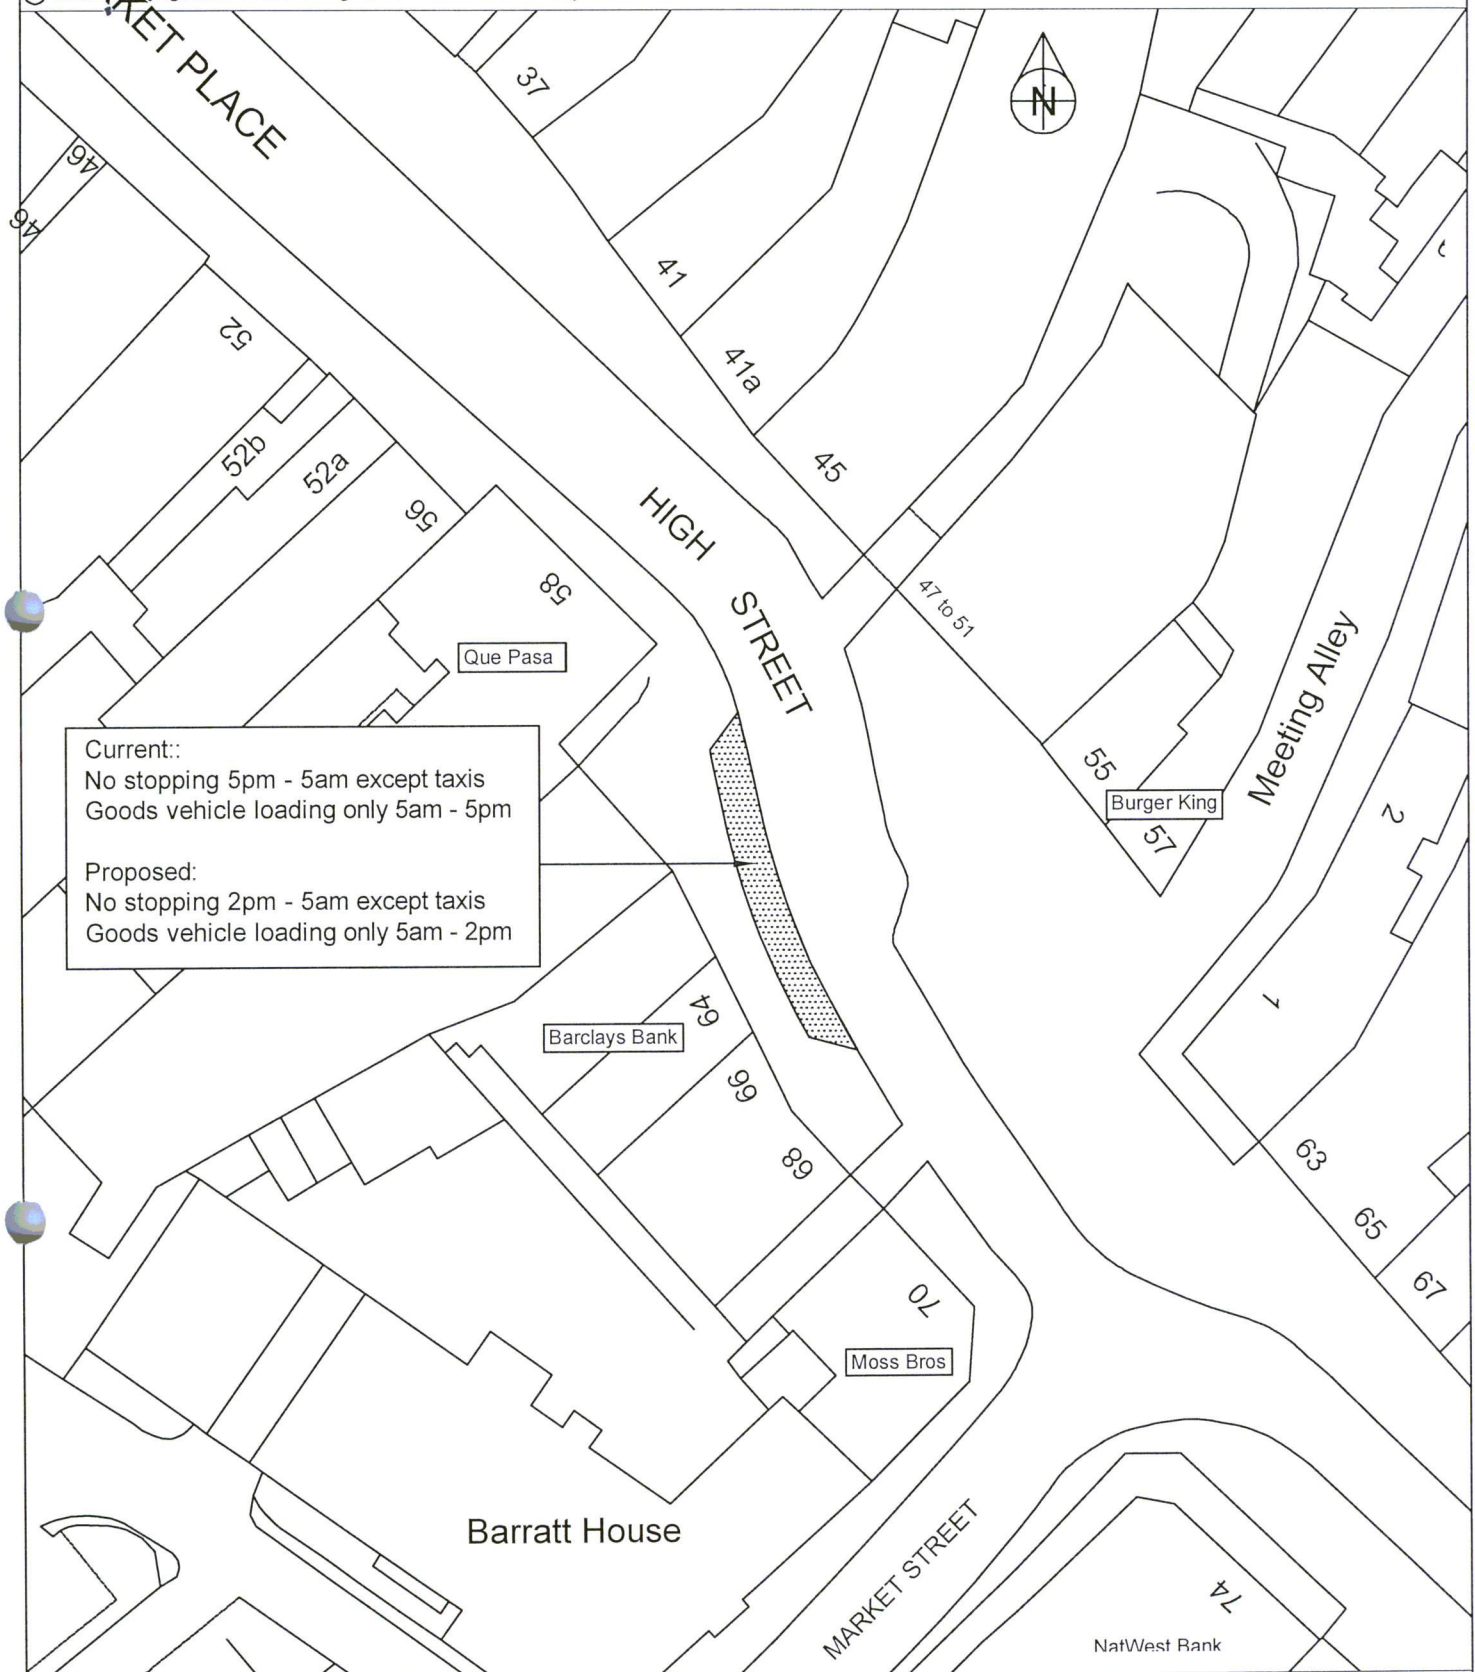 MARKET PLACE
37
N
46
46
41
52
41a
45
52b
52a
56
HIGH
STREET
58
47 to 51
Que Pasa
Meeting Alley
Current::
No stopping 5pm - 5am except taxis
Goods vehicle loading only 5am - 5pm
Proposed:
No stopping 2pm - 5am except taxis
Goods vehicle loading only 5am - 2pm
55
Burger King
57
2
64
Barclays Bank
1
66
68
63
65
67
70
Moss Bros
Barratt House
MARKET STREET
74
NatWest Bank